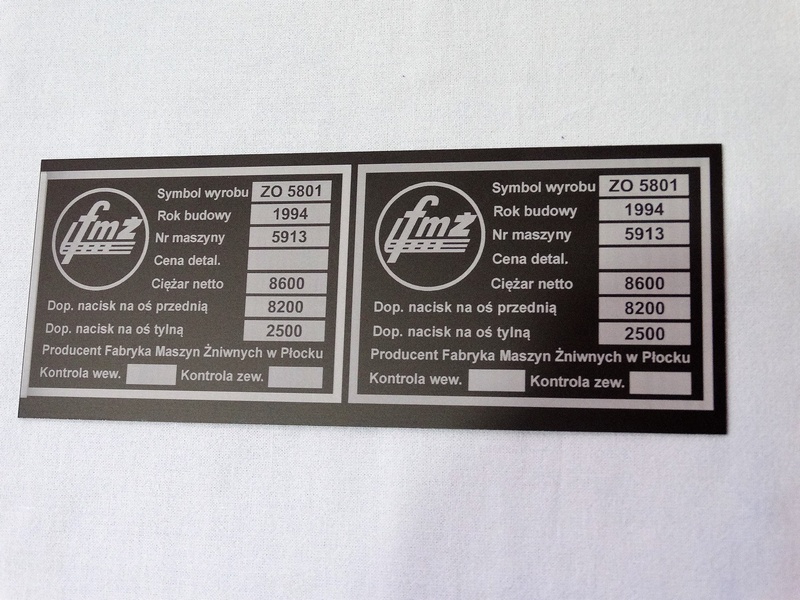 fmż
Symbol wyrobu ZO 5801
Rok budowy 1994
Nr maszyny 5913
Cena detal.
Ciężar netto 8600
Dop. nacisk na oś przednią 8200
Dop. nacisk na oś tylną 2500
Producent Fabryka Maszyn Żniwnych w Płocku
Kontrola wew. Kontrola zew.
fmż
Symbol wyrobu ZO 5801
Rok budowy 1994
Nr maszyny 5913
Cena detal.
Ciężar netto 8600
Dop. nacisk na oś przednią 8200
Dop. nacisk na oś tylną 2500
Producent Fabryka Maszyn Żniwnych w Płocku
Kontrola wew. Kontrola zew.